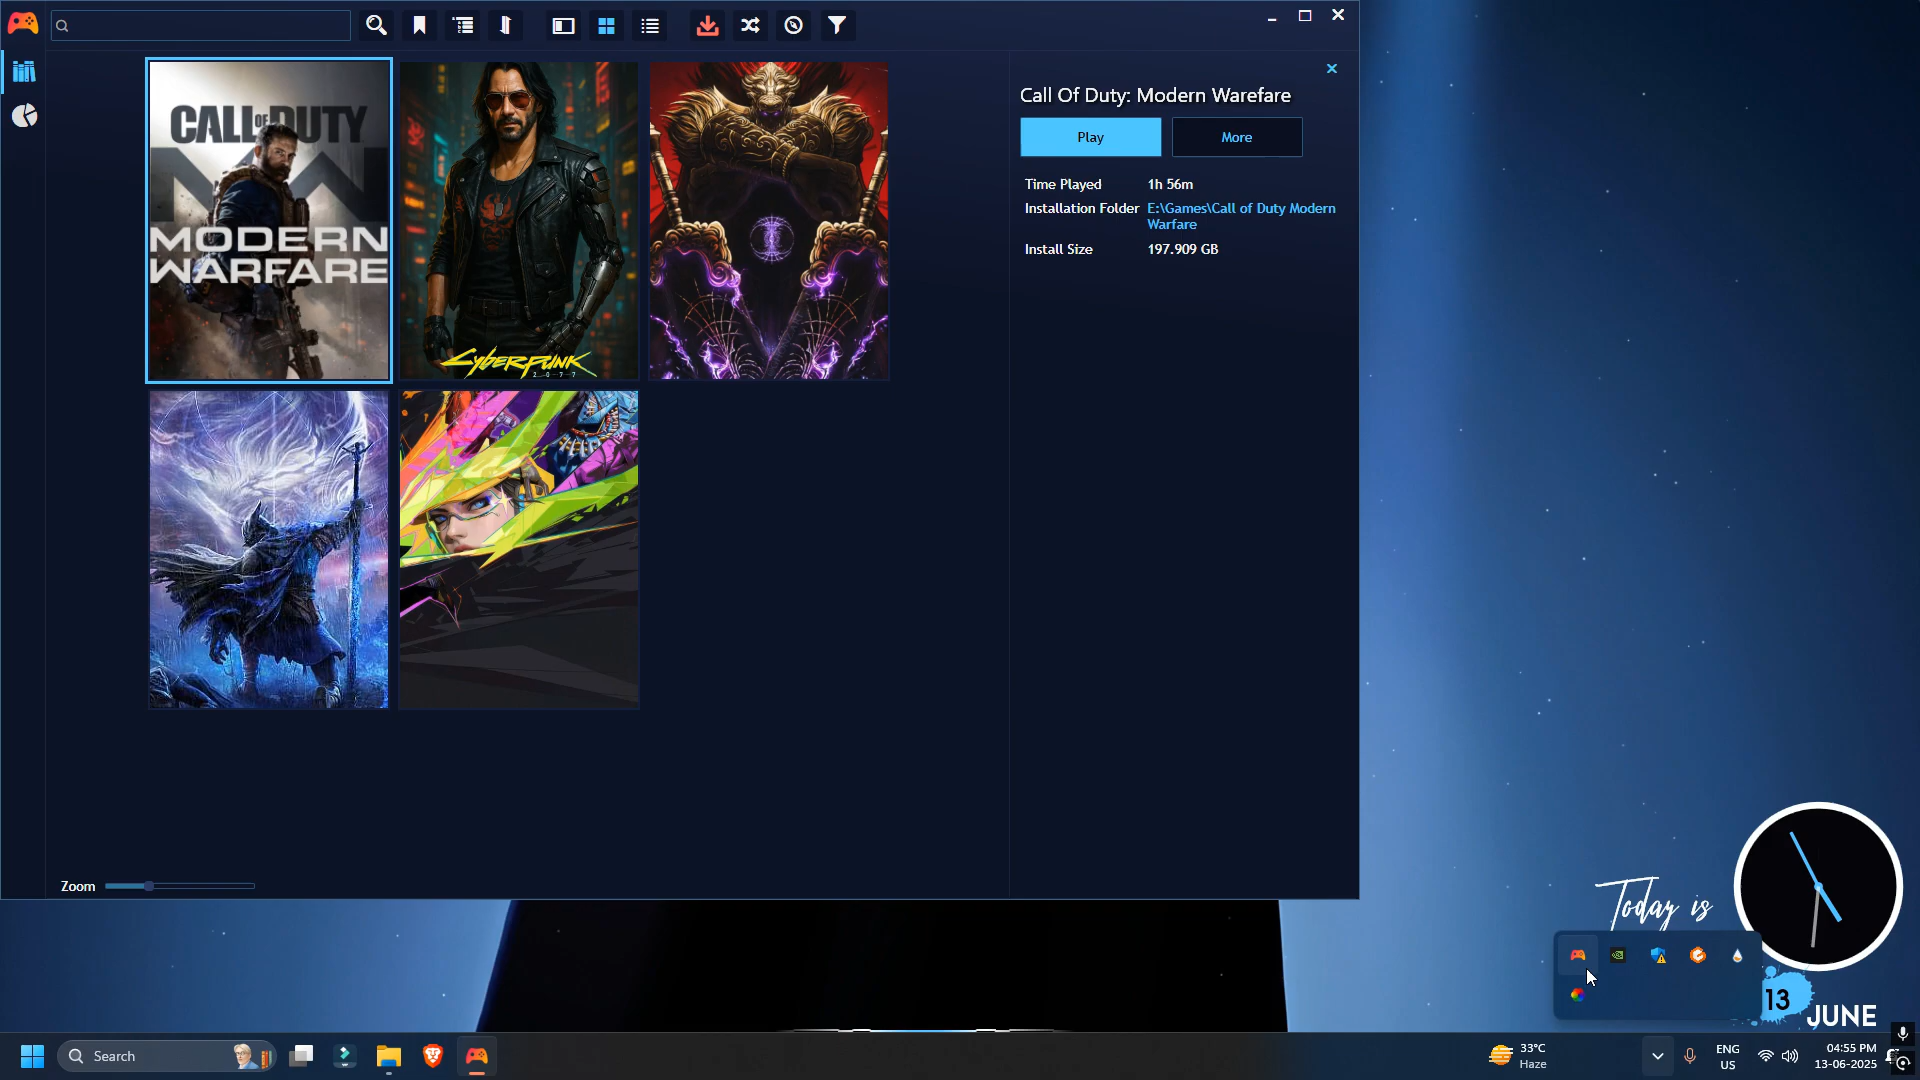 CALL OF DUTY
MW
MODERN
WARFARE
CYBERPUNK
2077
Call Of Duty: Modern Warefare
Play
More
Time Played 1h 56m
Installation Folder E:\Games\Call of Duty Modern
Warfare
Install Size 197.909 GB
Zoom
Today is
13
JUNE
Search
33°C
Haze
ENG
US
04:55 PM
13-06-2025